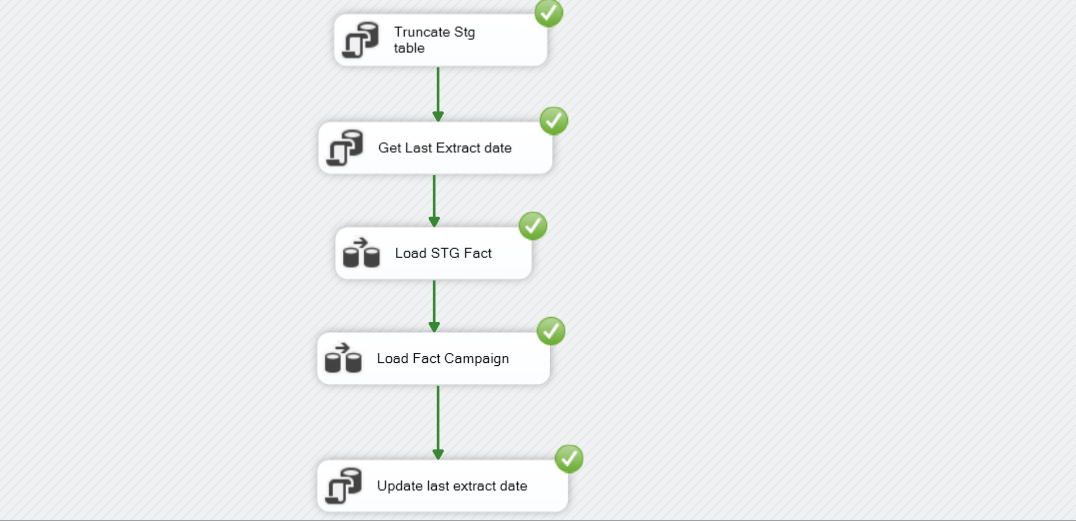 Truncate Stg
table
Get Last Extract date
Load STG Fact
Load Fact Campaign
Update last extract date